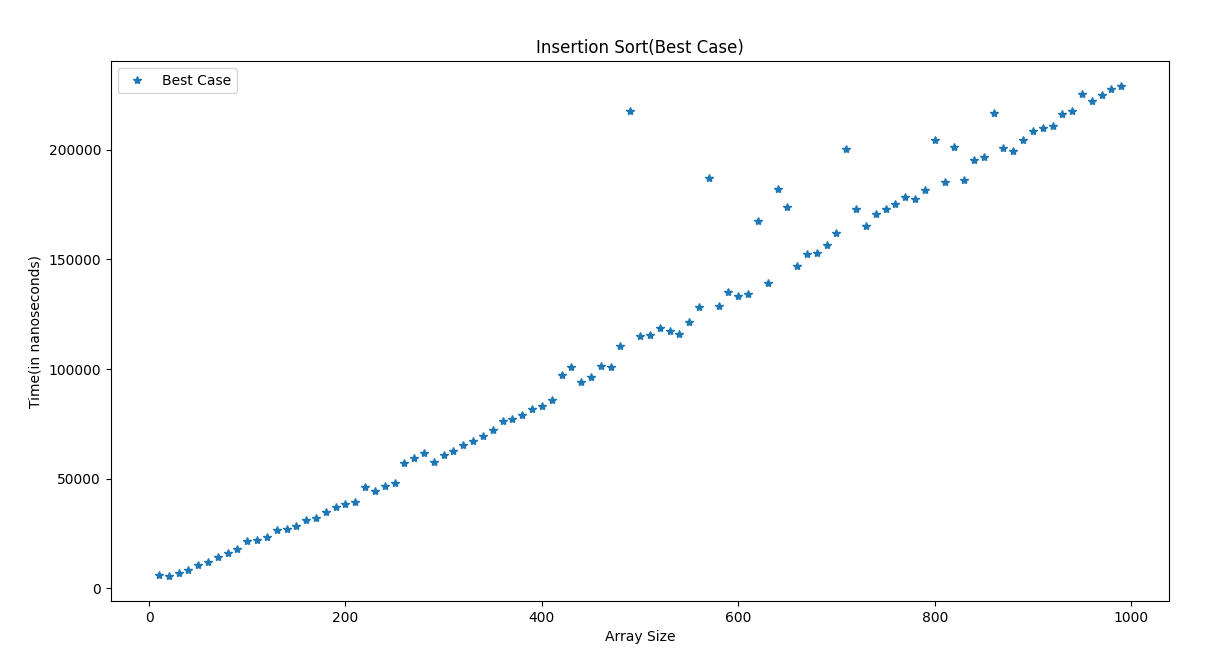 Insertion Sort(Best Case)
Best Case
Time(in nanoseconds)
200000
150000
100000
50000
0
0 200 400 600 800 1000
Array Size